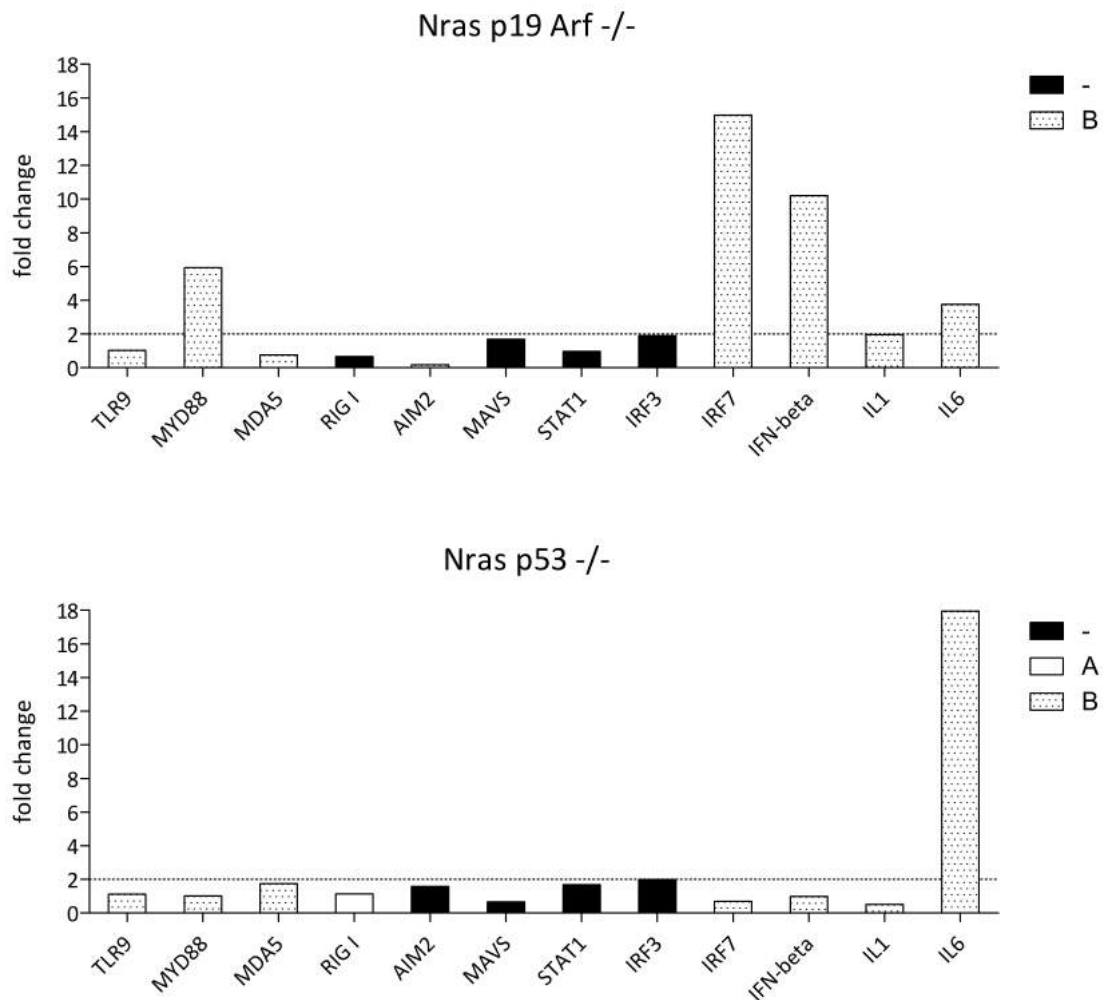 Nras p19 Arf -/-
fold change
18
16
14
12
10
8
6
4
2
0
TLR9
MYD88
MDA5
RIG I
AIM2
MAVS
STAT1
IRF3
IRF7
IFN-beta
IL1
IL6
-
B
Nras p53 -/-
fold change
18
16
14
12
10
8
6
4
2
0
TLR9
MYD88
MDA5
RIG I
AIM2
MAVS
STAT1
IRF3
IRF7
IFN-beta
IL1
IL6
-
A
B